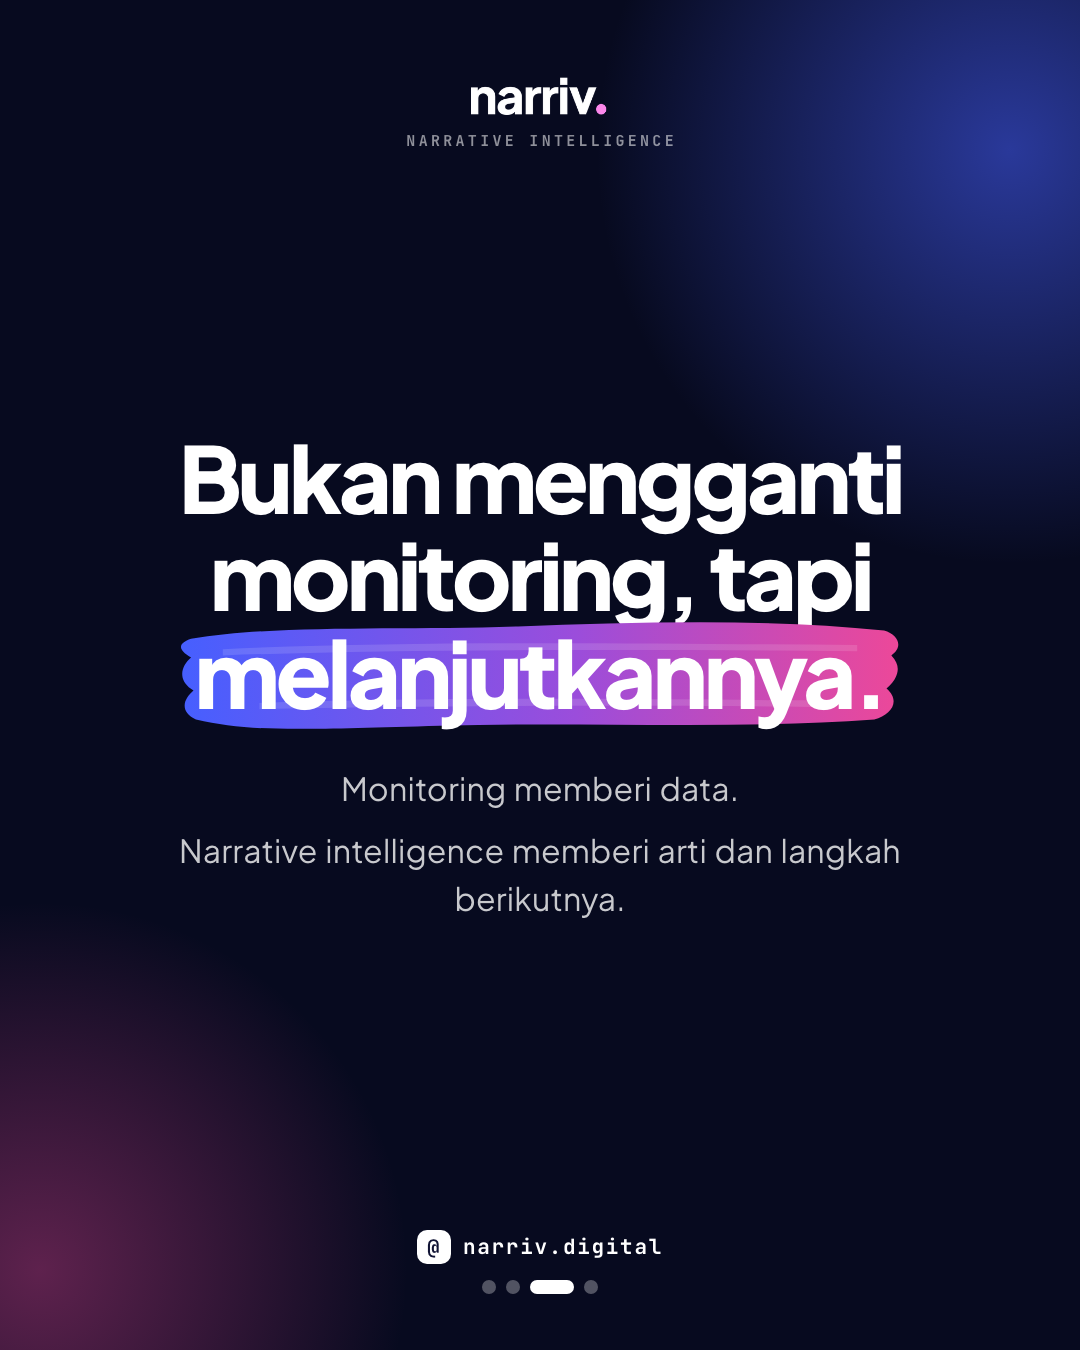 narriv.
NARRATIVE INTELLIGENCE
Bukan mengganti
monitoring, tapi
melanjutkannya.
Monitoring memberi data.
Narrative intelligence memberi arti dan langkah
berikutnya.
@ narriv.digital